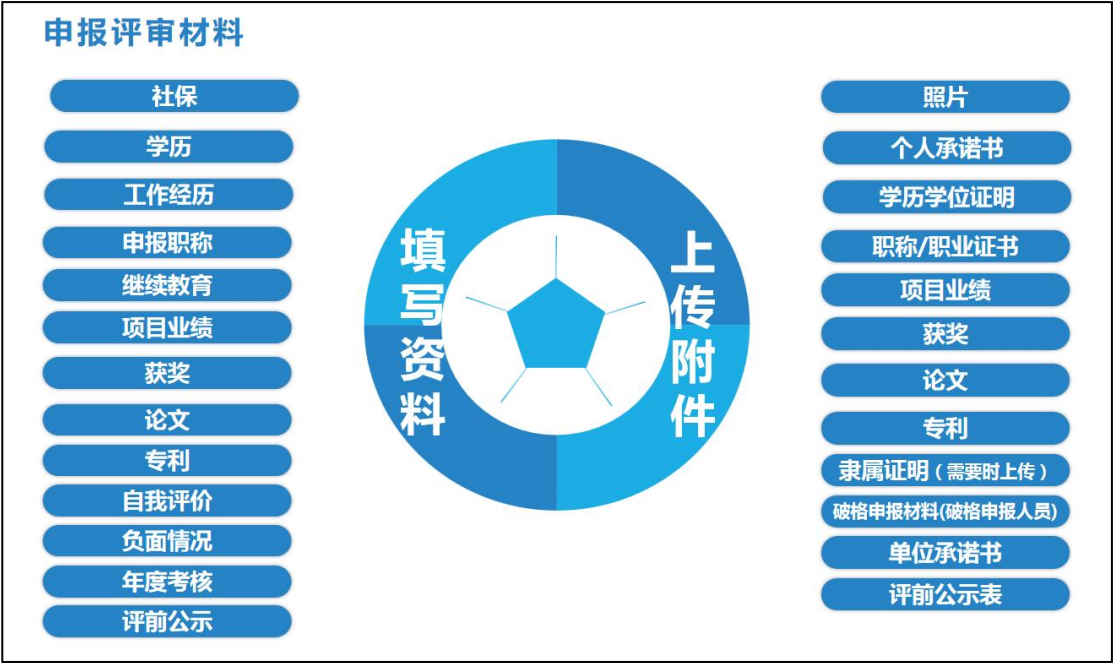 申报评审材料
社保
学历
工作经历
申报职称
继续教育
项目业绩
获奖
论文
专利
自我评价
负面情况
年度考核
评前公示
填写资料
上传附件
照片
个人承诺书
学历学位证明
职称/职业证书
项目业绩
获奖
论文
专利
隶属证明（需要时上传）
破格申报材料(破格申报人员)
单位承诺书
评前公示表